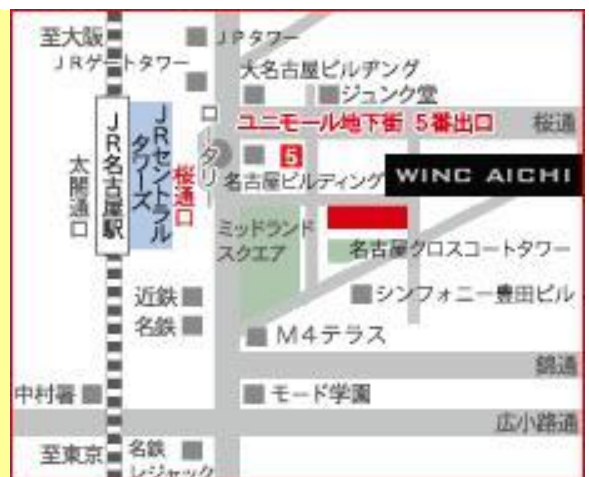 至大阪
JPタワー
JRゲートタワー
大名古屋ビルヂング
ジュンク堂
ユニモール地下街 5番出口
桜通
JR名古屋駅
JRセントラル
タワーズ
ロータリー
桜通口
太閤通口
5
名古屋ビルディング
WINC AICHI
ミッドランド
スクエア
名古屋クロスコートタワー
近鉄
シンフォニー豊田ビル
名鉄
M4テラス
錦通
中村署
モード学園
広小路通
至東京
名鉄
レジャック